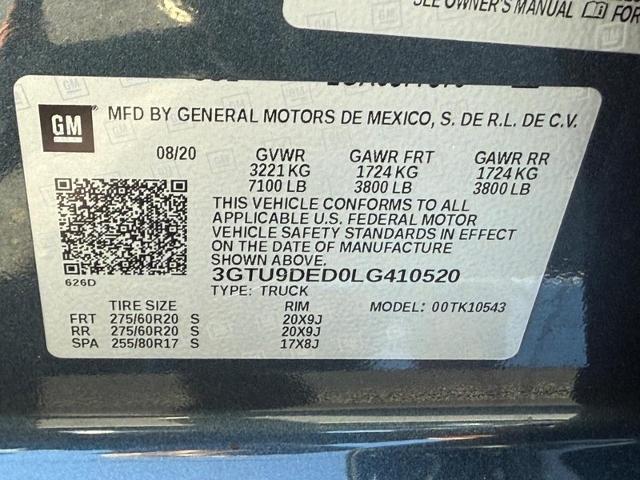 SEE OWNER'S MANUAL FOR
GM
MFD BY GENERAL MOTORS DE MEXICO, S. DE R.L. DE C.V.
08/20 GVWR GAWR FRT GAWR RR
3221 KG 1724 KG 1724 KG
7100 LB 3800 LB 3800 LB
THIS VEHICLE CONFORMS TO ALL
APPLICABLE U.S. FEDERAL MOTOR
VEHICLE SAFETY STANDARDS IN EFFECT
ON THE DATE OF MANUFACTURE
SHOWN ABOVE.
626D
3GTU9DED0LG410520
TYPE: TRUCK
TIRE SIZE RIM MODEL: 00TK10543
FRT 275/60R20 S 20X9J
RR 275/60R20 S 20X9J
SPA 255/80R17 S 17X8J